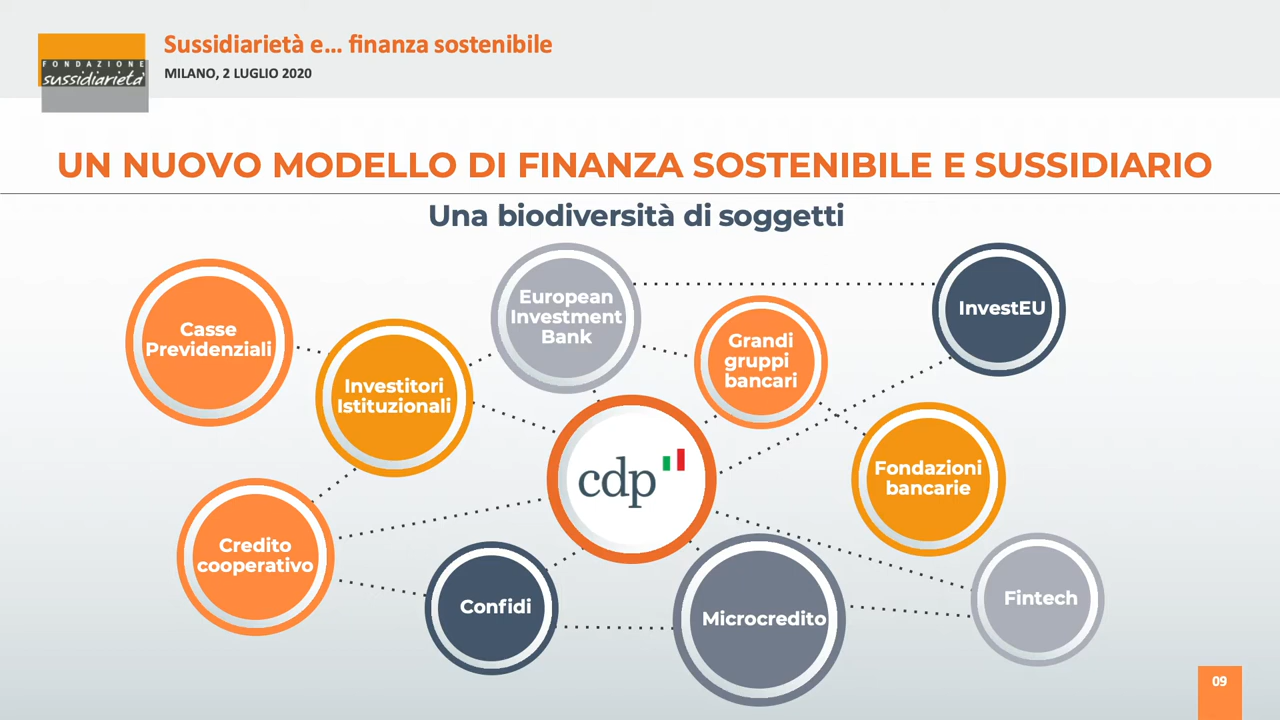 FONDAZIONE
sussidiarietà
Sussidiarietà e... finanza sostenibile
MILANO, 2 LUGLIO 2020
UN NUOVO MODELLO DI FINANZA SOSTENIBILE E SUSSIDIARIO
Una biodiversità di soggetti
European
Investment
Bank
InvestEU
Casse
Previdenziali
Grandi
gruppi
bancari
Investitori
Istituzionali
cdp
Fondazioni
bancarie
Credito
cooperativo
Confidi
Microcredito
Fintech
09